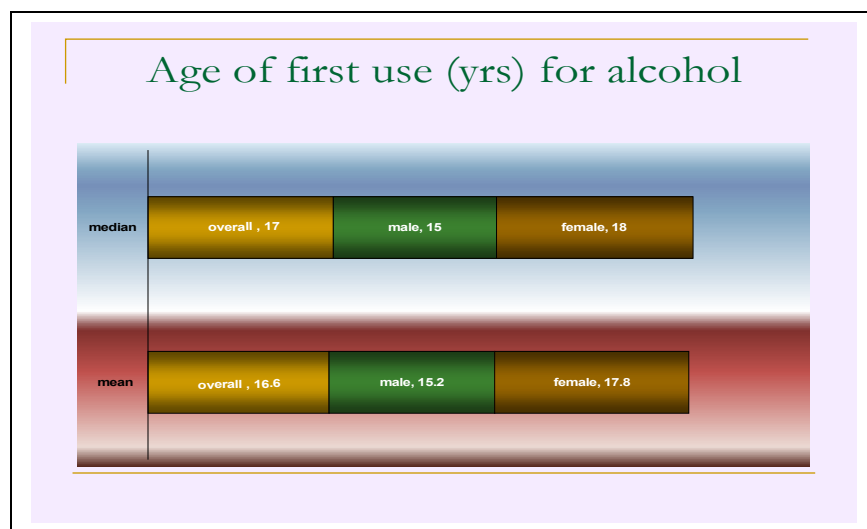 Age of first use (yrs) for alcohol
median overall , 17 male, 15 female, 18
mean overall , 16.6 male, 15.2 female, 17.8